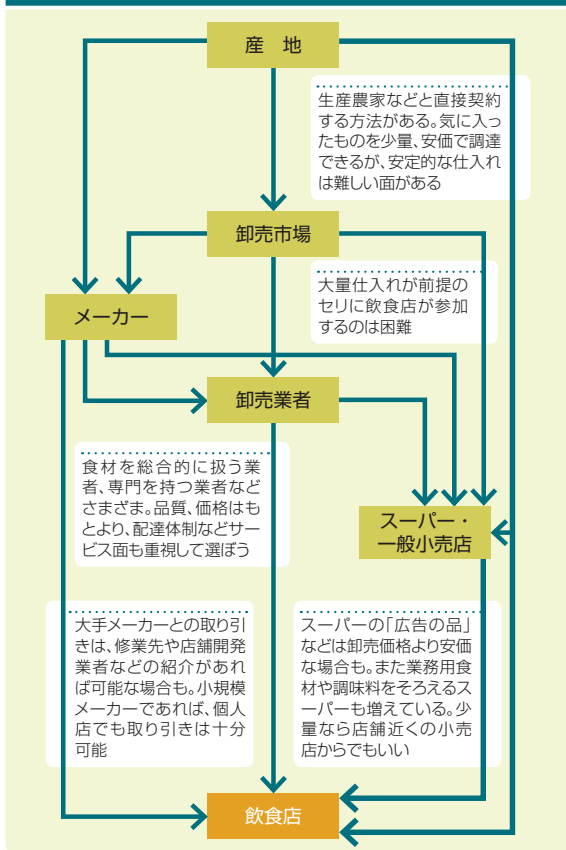 産地
生産農家などと直接契約
する方法がある。気に入っ
たものを少量、安価で調達
できるが、安定的な仕入れ
は難しい面がある
卸売市場
大量仕入れが前提の
セリに飲食店が参加
するのは困難
メーカー
卸売業者
食材を総合的に扱う業
者、専門を持つ業者など
さまざま。品質、価格はも
とより、配達体制などサー
ビス面も重視して選ぼう
スーパー・
一般小売店
大手メーカーとの取り引
きは、修業先や店舗開発
業者などの紹介があれ
ば可能な場合も。小規模
メーカーであれば、個人
店でも取り引きは十分
可能
スーパーの「広告の品」
などは卸売価格より安価
な場合も。また業務用食
材や調味料をそろえるス
ーパーも増えている。少
量なら店舗近くの小売
店からでもいい
飲食店